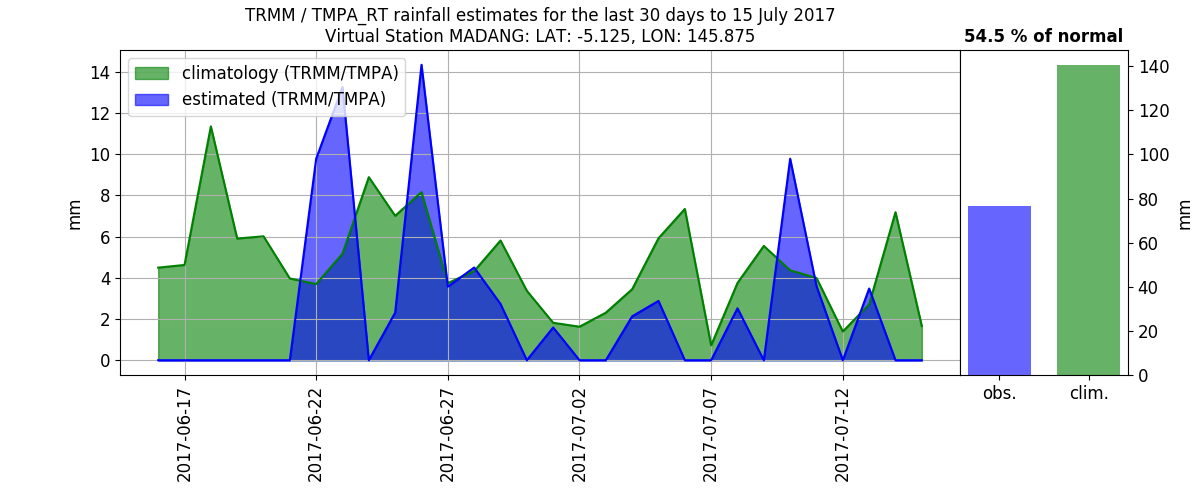 TRMM / TMPA_RT rainfall estimates for the last 30 days to 15 July 2017
Virtual Station MADANG: LAT: -5.125, LON: 145.875
54.5 % of normal
climatology (TRMM/TMPA)
estimated (TRMM/TMPA)
mm
14
12
10
8
6
4
2
0
2017-06-17
2017-06-22
2017-06-27
2017-07-02
2017-07-07
2017-07-12
140
120
100
80
60
40
20
0
mm
obs.
clim.